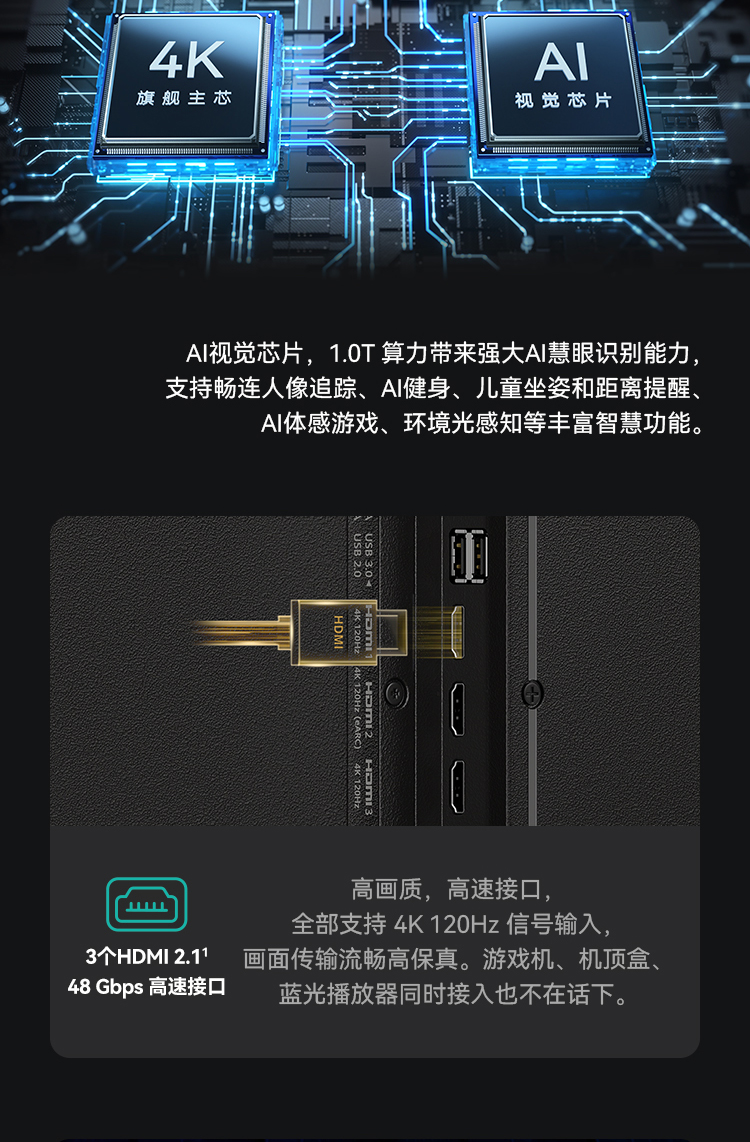 4K
旗舰主芯
AI
视觉芯片
AI视觉芯片，1.0T 算力带来强大AI慧眼识别能力，
支持畅连人像追踪、AI健身、儿童坐姿和距离提醒、
AI体感游戏、环境光感知等丰富智慧功能。
USB 3.0
USB 2.0
HDMI
HDMI 1
4K 120Hz
HDMI 2
4K 120Hz (eARC)
HDMI 3
4K 120Hz
3个HDMI 2.1¹
48 Gbps 高速接口
高画质，高速接口，
全部支持 4K 120Hz 信号输入，
画面传输流畅高保真。游戏机、机顶盒、
蓝光播放器同时接入也不在话下。